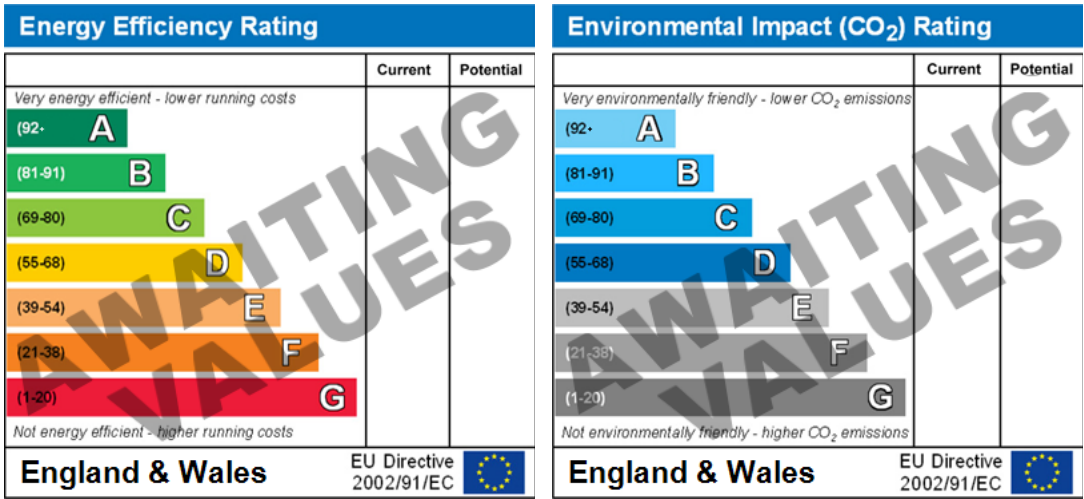 Energy Efficiency Rating
Current Potential
Very energy efficient - lower running costs
(92+ A
(81-91) B
(69-80) C
(55-68) D
(39-54) E
(21-38) F
(1-20) G
Not energy efficient - higher running costs
England & Wales
EU Directive
2002/91/EC
AWAITING
VALUES
Environmental Impact (CO₂) Rating
Current Potential
Very environmentally friendly - lower CO₂ emissions
(92+ A
(81-91) B
(69-80) C
(55-68) D
(39-54) E
(21-38) F
(1-20) G
Not environmentally friendly - higher CO₂ emissions
England & Wales
EU Directive
2002/91/EC
AWAITING
VALUES